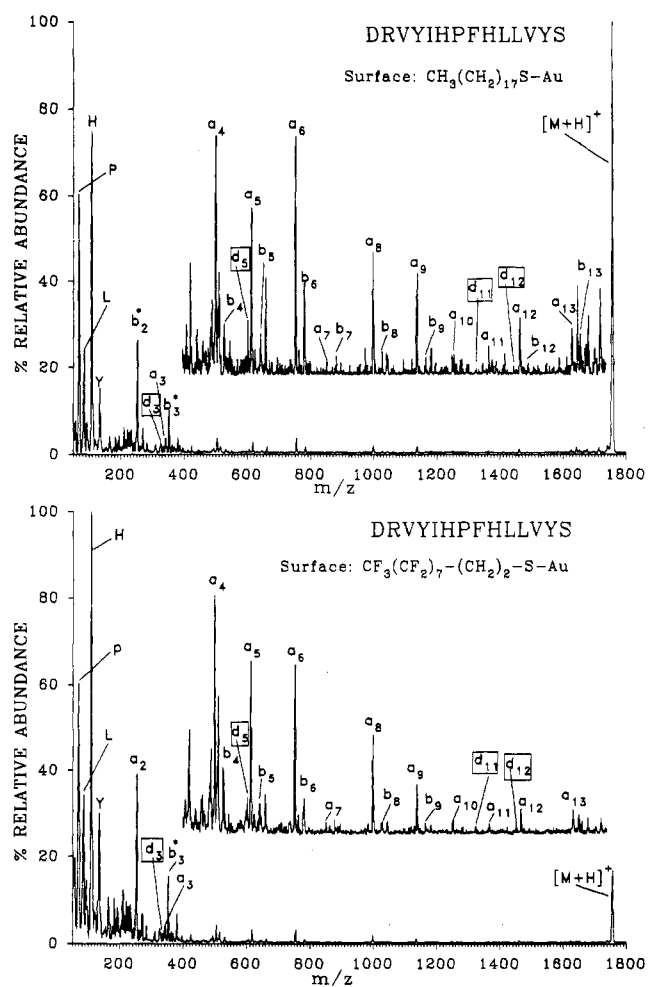 100
80
60
40
20
0
% RELATIVE ABUNDANCE
DRVYIHPFHLLVYS
Surface: CH₃(CH₂)₁₇S-Au
[M+H]⁺
P
H
L
Y
b₂*
a₃
d₃
b₃*
a₄
b₄
d₅
a₅
b₅
a₆
b₆
a₇
b₇
a₈
b₈
a₉
b₉
a₁₀
d₁₁
a₁₁
d₁₂
a₁₂
b₁₂
a₁₃
b₁₃
200 400 600 800 1000 1200 1400 1600 1800
m/z
100
80
60
40
20
0
% RELATIVE ABUNDANCE
DRVYIHPFHLLVYS
Surface: CF₃(CF₂)₇-(CH₂)₂-S-Au
[M+H]⁺
H
p
L
Y
a₂
d₃
b₃*
a₃
a₄
b₄
d₅
a₅
b₅
a₆
b₆
a₇
a₈
b₈
a₉
b₉
a₁₀
d₁₁
a₁₁
d₁₂
a₁₂
a₁₃
200 400 600 800 1000 1200 1400 1600 1800
m/z